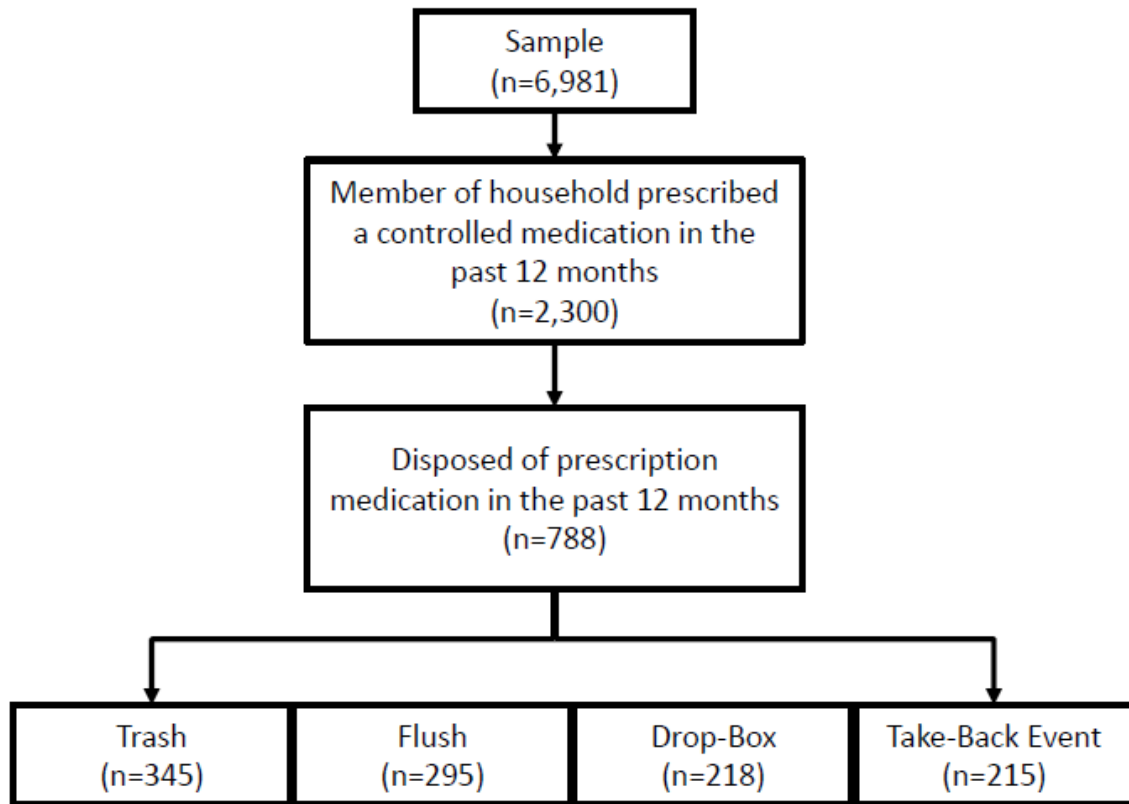 Sample
(n=6,981)
Member of household prescribed
a controlled medication in the
past 12 months
(n=2,300)
Disposed of prescription
medication in the past 12 months
(n=788)
Trash
(n=345)
Flush
(n=295)
Drop-Box
(n=218)
Take-Back Event
(n=215)